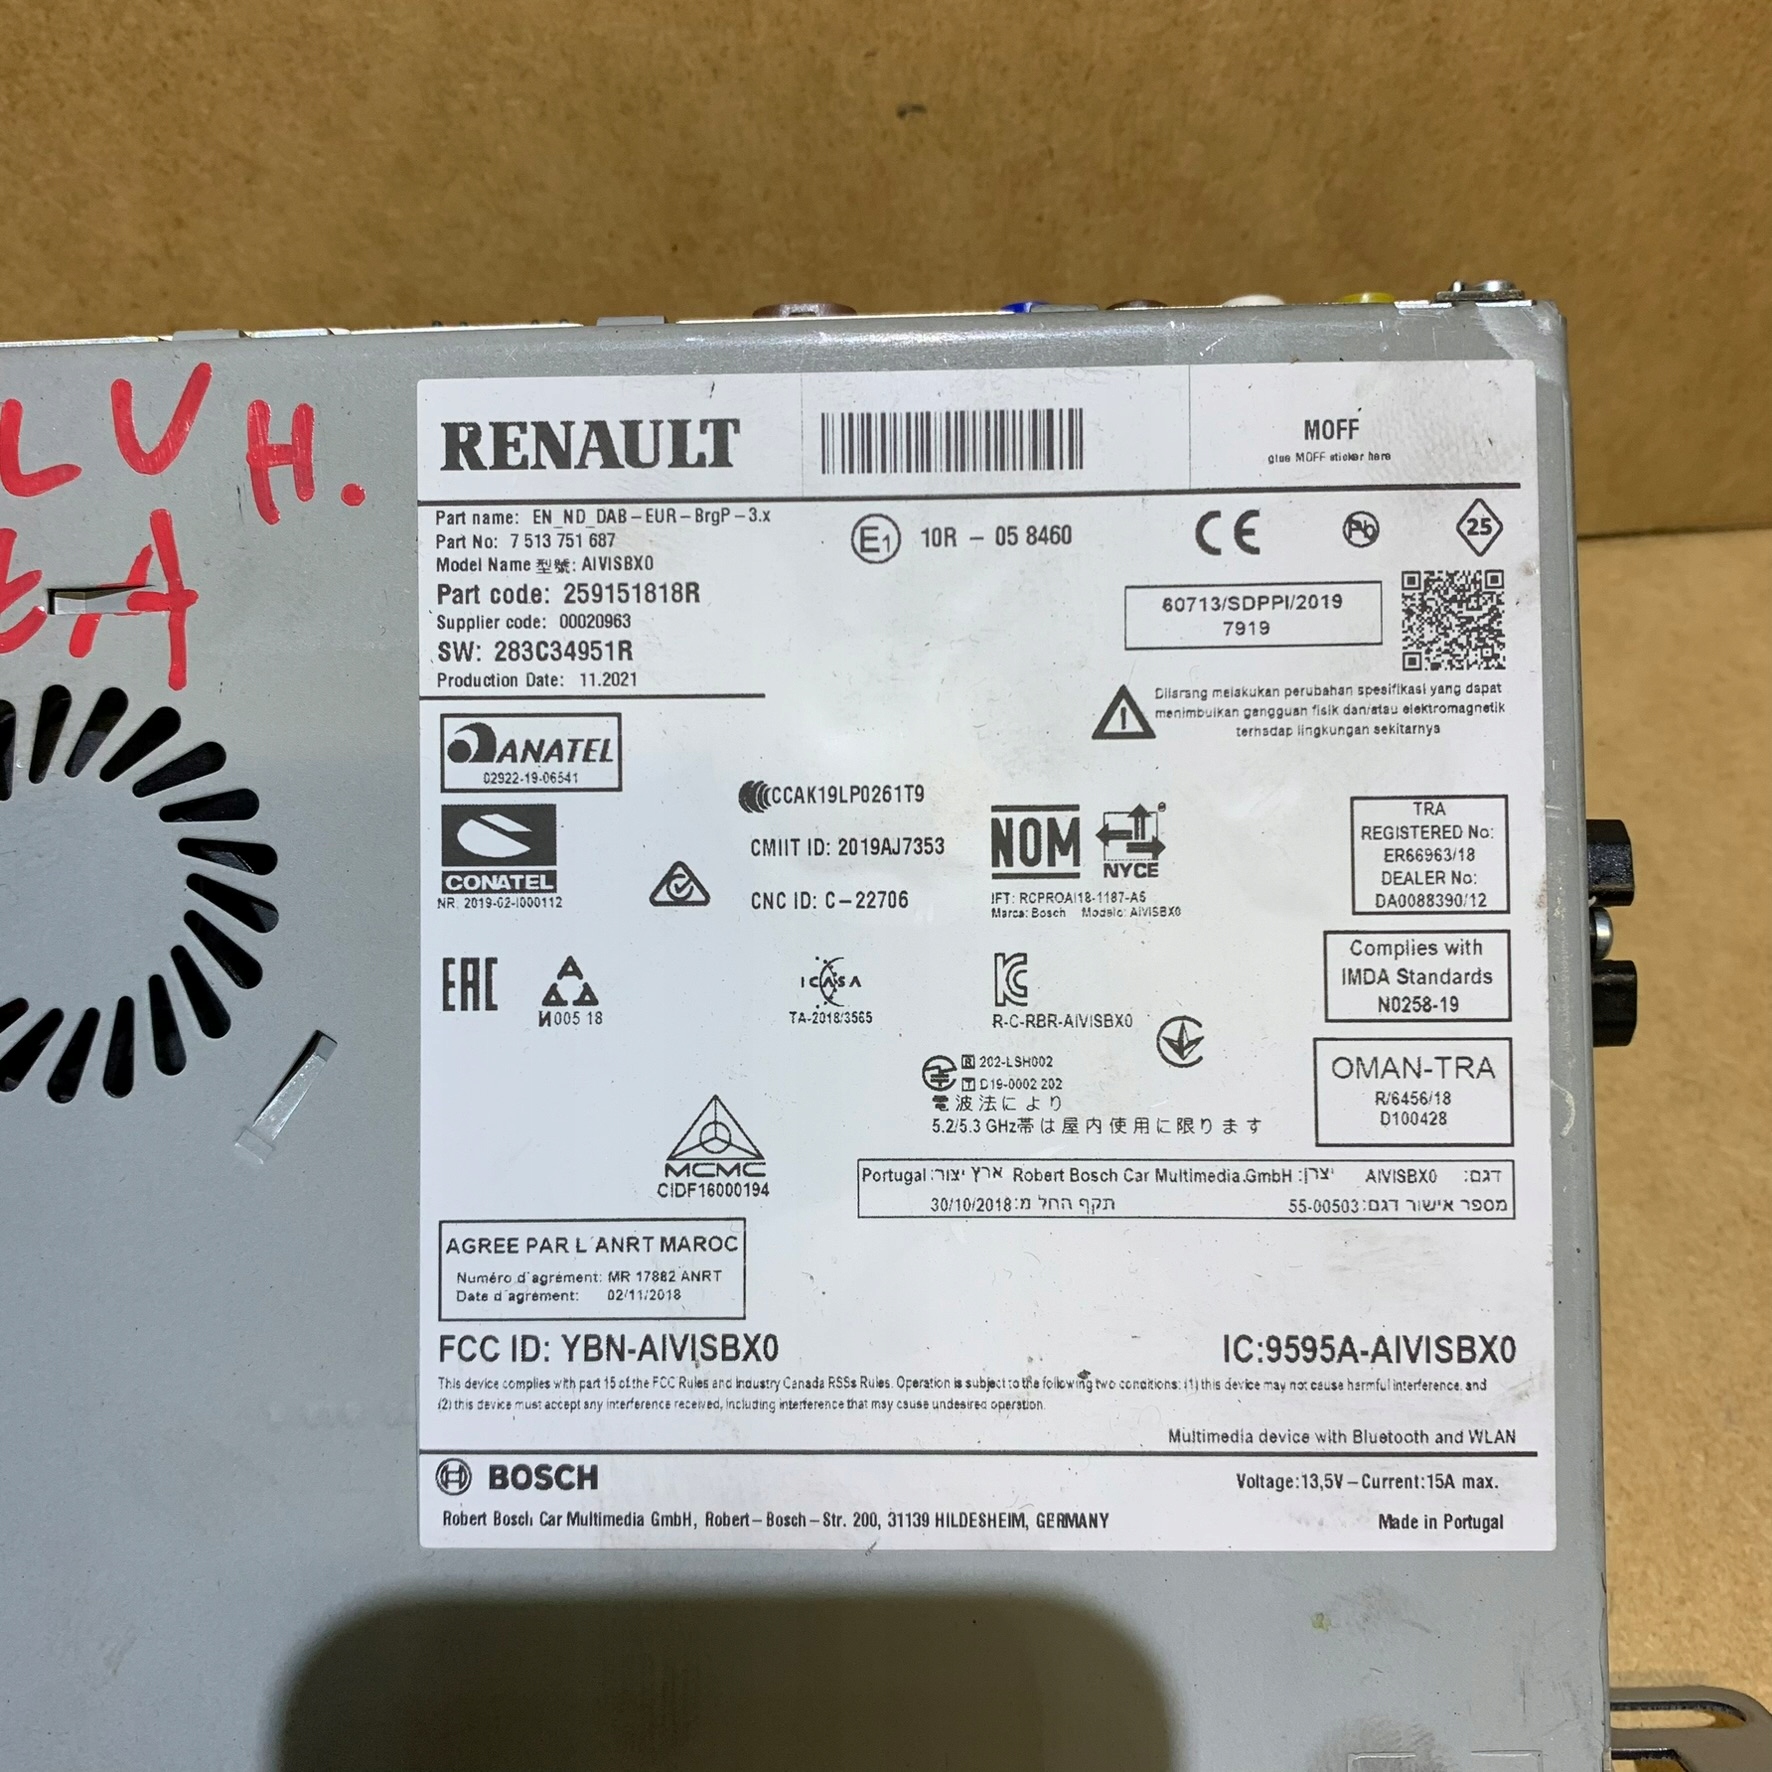 L U H.
A
RENAULT
MOFF
glue MOFF sticker here
Part name: EN_ND_DAB-EUR-BrgP-3.x
Part No: 7 513 751 687
Model Name 型號: AIVISBX0
Part code: 259151818R
Supplier code: 00020963
SW: 283C34951R
Production Date: 11.2021
E1 10R - 05 8460
CE
Pb
25
60713/SDPPI/2019
7919
Dilarang melakukan perubahan spesifikasi yang dapat
menimbulkan gangguan fisik dan/atau elektromagnetik
terhadap lingkungan sekitarnya
ANATEL
02922-19-06541
CONATEL
NR. 2019-02-I000112
CCAK19LP0261T9
CMIIT ID: 2019AJ7353
CNC ID: C-22706
NOM
NYCE
IFT: RCPROAI18-1187-A5
Marca: Bosch Modelo: AIVISBX0
TRA
REGISTERED No:
ER66963/18
DEALER No:
DA0088390/12
EAC
И005 18
ICASA
TA-2018/3565
R-C-RBR-AIVISBX0
Complies with
IMDA Standards
N0258-19
R 202-LSH002
T D19-0002 202
電波法により
5.2/5.3 GHz帯は屋内使用に限ります
OMAN-TRA
R/6456/18
D100428
MCMC
CIDF16000194
דגם: AIVISBX0 יצרן: Robert Bosch Car Multimedia.GmbH ארץ יצור: Portugal
מספר אישור דגם: 55-00503 תקף החל מ: 30/10/2018
AGREE PAR L´ANRT MAROC
Numéro d´agrément: MR 17882 ANRT
Date d´agrément: 02/11/2018
FCC ID: YBN-AIVISBX0
IC:9595A-AIVISBX0
This device complies with part 15 of the FCC Rules and Industry Canada RSSs Rules. Operation is subject to the following two conditions: (1) this device may not cause harmful interference, and
(2) this device must accept any interference received, including interference that may cause undesired operation.
Multimedia device with Bluetooth and WLAN
BOSCH
Voltage:13,5V-Current:15A max.
Robert Bosch Car Multimedia GmbH, Robert-Bosch-Str. 200, 31139 HILDESHEIM, GERMANY
Made in Portugal